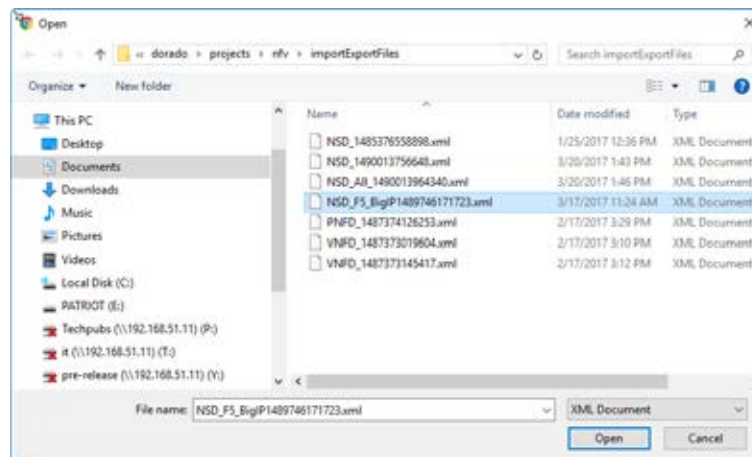 Open
« dorado › projects › nfv › importExportFiles
Search importExportFiles
Organize
New folder
Name
Date modified
Type
This PC
Desktop
Documents
Downloads
Music
Pictures
Videos
Local Disk (C:)
PATRIOT (E:)
Techpubs (\\192.168.51.11) (P:)
it (\\192.168.51.11) (T:)
pre-release (\\192.168.51.11) (Y:)
NSD_1485376558898.xml 1/25/2017 12:36 PM XML Document
NSD_1490013756648.xml 3/20/2017 1:43 PM XML Document
NSD_All_1490013964340.xml 3/20/2017 1:46 PM XML Document
NSD_F5_BigIP1489746171723.xml 3/17/2017 11:24 AM XML Document
PNFD_1487374126253.xml 2/17/2017 3:29 PM XML Document
VNFD_1487373019604.xml 2/17/2017 3:10 PM XML Document
VNFD_1487373145417.xml 2/17/2017 3:12 PM XML Document
File name: NSD_F5_BigIP1489746171723.xml
XML Document
Open
Cancel